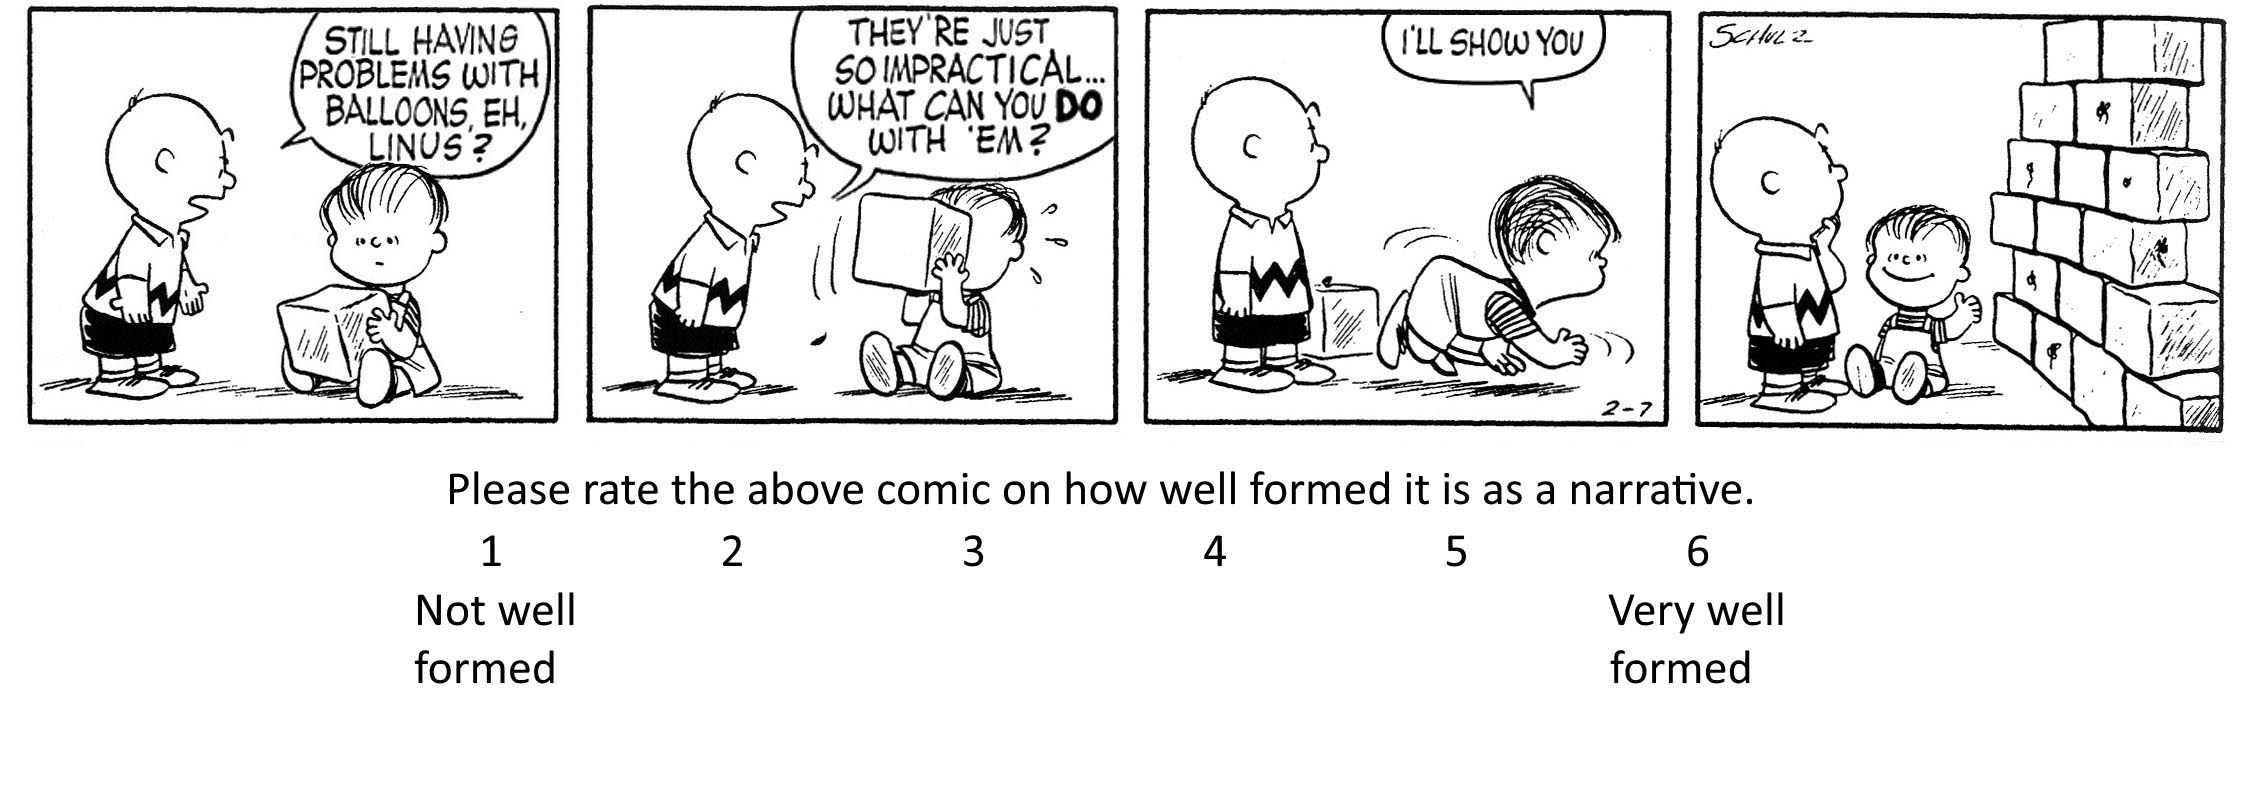 STILL HAVING
PROBLEMS WITH
BALLOONS, EH,
LINUS?
THEY'RE JUST
SO IMPRACTICAL...
WHAT CAN YOU DO
WITH 'EM?
I'LL SHOW YOU
2-7
SCHULZ
Please rate the above comic on how well formed it is as a narrative.
1 2 3 4 5 6
Not well
formed
Very well
formed